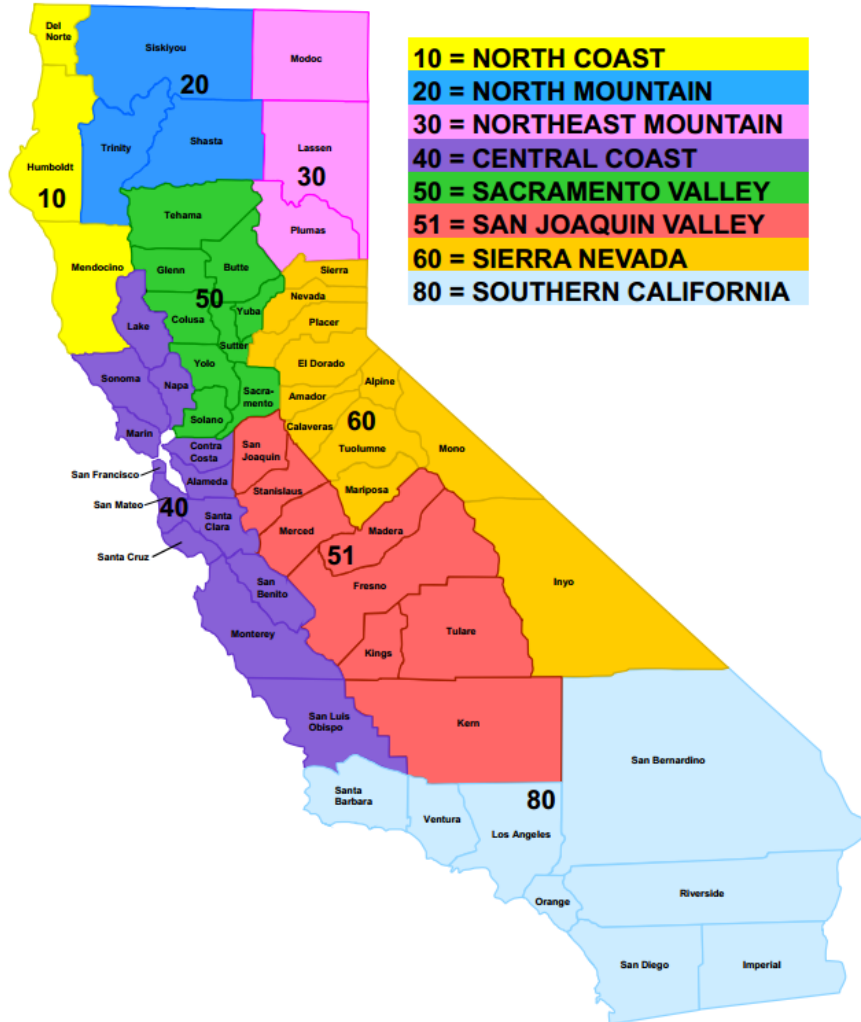 Del
Norte
Siskiyou
Modoc
20
10 = NORTH COAST
20 = NORTH MOUNTAIN
30 = NORTHEAST MOUNTAIN
40 = CENTRAL COAST
50 = SACRAMENTO VALLEY
51 = SAN JOAQUIN VALLEY
60 = SIERRA NEVADA
80 = SOUTHERN CALIFORNIA
Trinity
Shasta
Lassen
Humboldt
10
30
Tehama
Plumas
Mendocino
Glenn
Butte
Sierra
50
Nevada
Colusa
Yuba
Placer
Lake
Sutter
Yolo
El Dorado
Sonoma
Napa
Alpine
Sacra-
mento
Amador
Solano
Calaveras
60
Marin
Contra
Costa
San
Joaquin
Tuolumne
Mono
San Francisco
Alameda
Stanislaus
Mariposa
San Mateo
40
Santa
Clara
Merced
Madera
Santa Cruz
51
San
Benito
Fresno
Inyo
Monterey
Tulare
Kings
San Luis
Obispo
Kern
San Bernardino
Santa
Barbara
80
Ventura
Los Angeles
Orange
Riverside
San Diego
Imperial